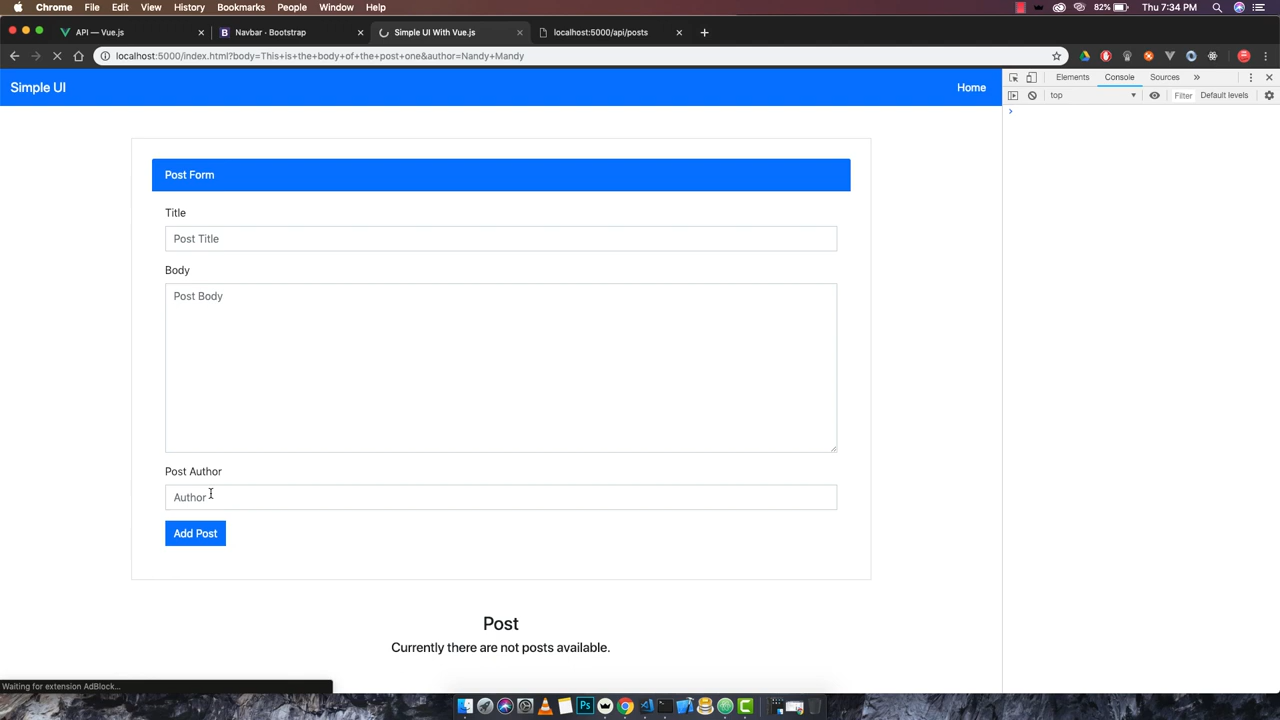 Chrome File Edit View History Bookmarks People Window Help 82% Thu 7:34 PM
API — Vue.js Navbar · Bootstrap Simple UI With Vue.js localhost:5000/api/posts
localhost:5000/index.html?body=This+is+the+body+of+the+post+one&author=Nandy+Mandy
Simple UI Home
Elements Console Sources
top Filter Default levels
Post Form
Title
Post Title
Body
Post Body
Post Author
Author
Add Post
Post
Currently there are not posts available.
Waiting for extension AdBlock...
Ps